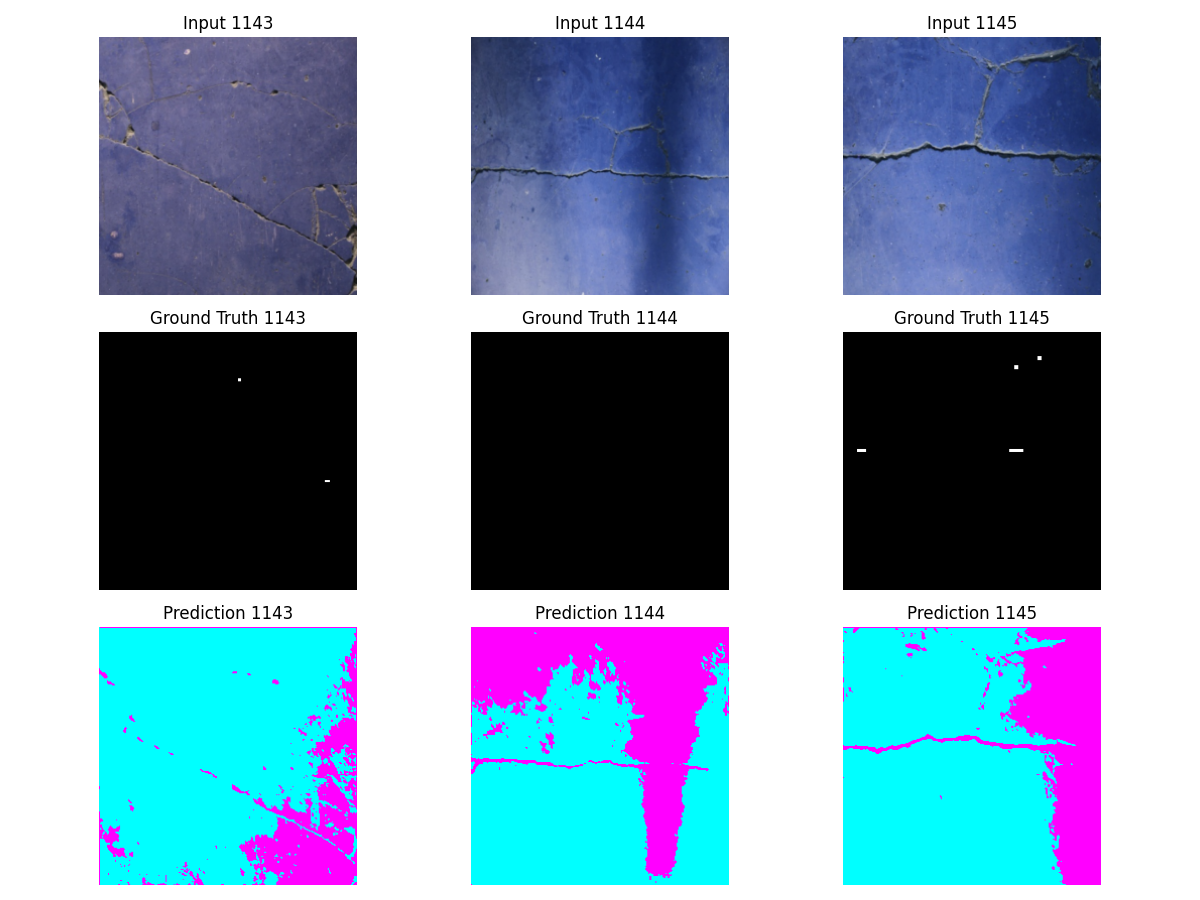 Input 1143
Input 1144
Input 1145
Ground Truth 1143
Ground Truth 1144
Ground Truth 1145
Prediction 1143
Prediction 1144
Prediction 1145